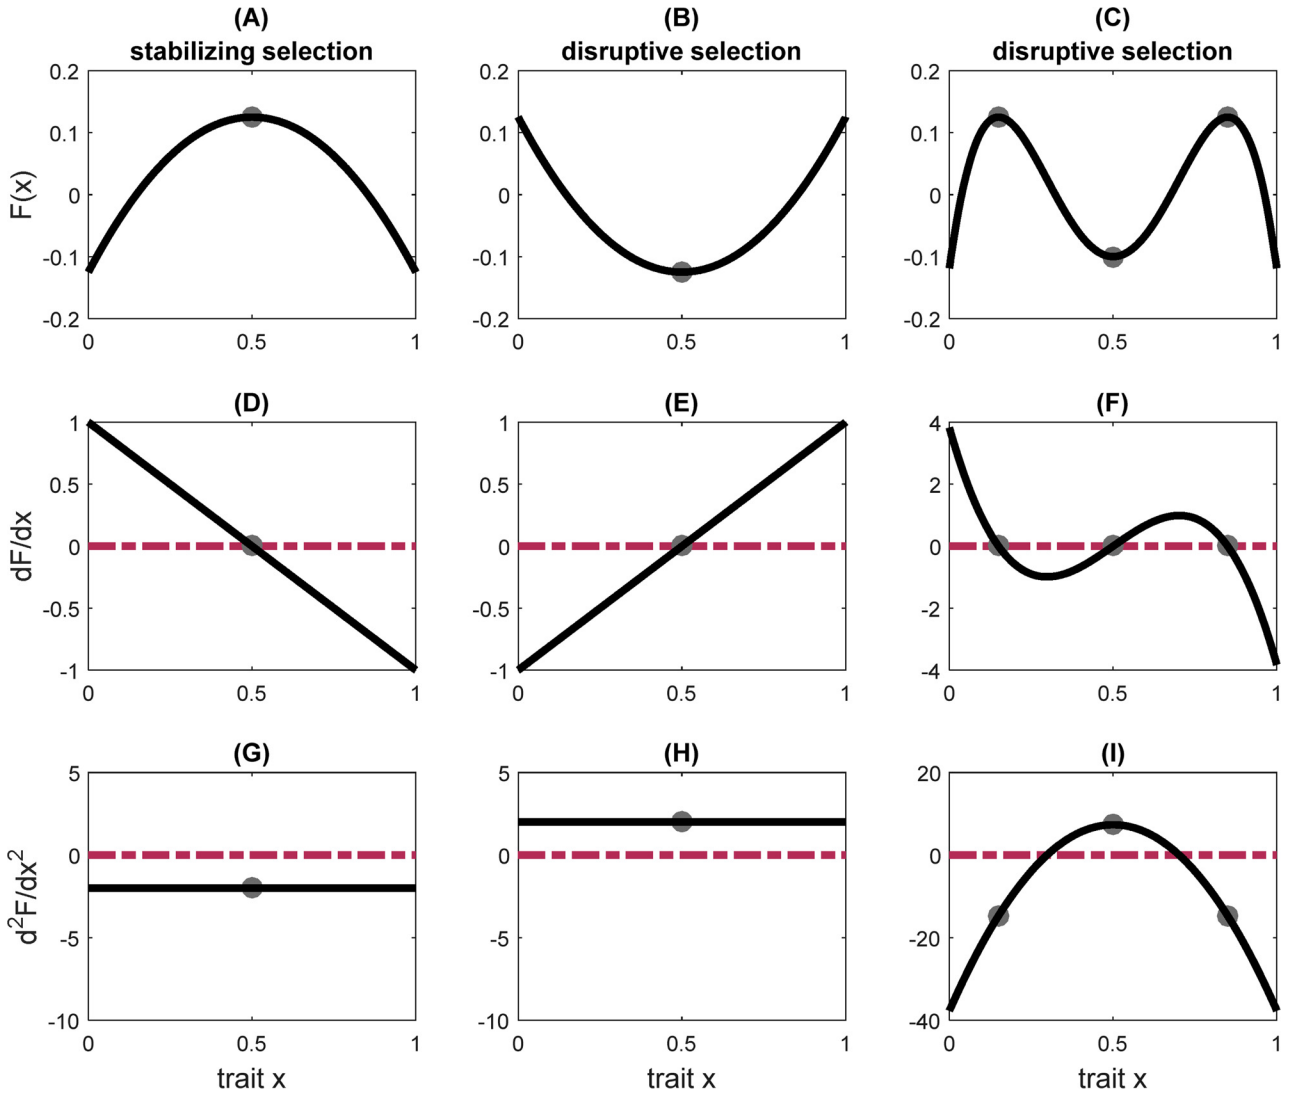 (A)
stabilizing selection
(B)
disruptive selection
(C)
disruptive selection
F(x)
0.2
0.1
0
-0.1
-0.2
0 0.5 1
0.2
0.1
0
-0.1
-0.2
0 0.5 1
0.2
0.1
0
-0.1
-0.2
0 0.5 1
(D)
(E)
(F)
dF/dx
1
0.5
0
-0.5
-1
0 0.5 1
1
0.5
0
-0.5
-1
0 0.5 1
4
2
0
-2
-4
0 0.5 1
(G)
(H)
(I)
d²F/dx²
5
0
-5
-10
0 0.5 1
trait x
5
0
-5
-10
0 0.5 1
trait x
20
0
-20
-40
0 0.5 1
trait x